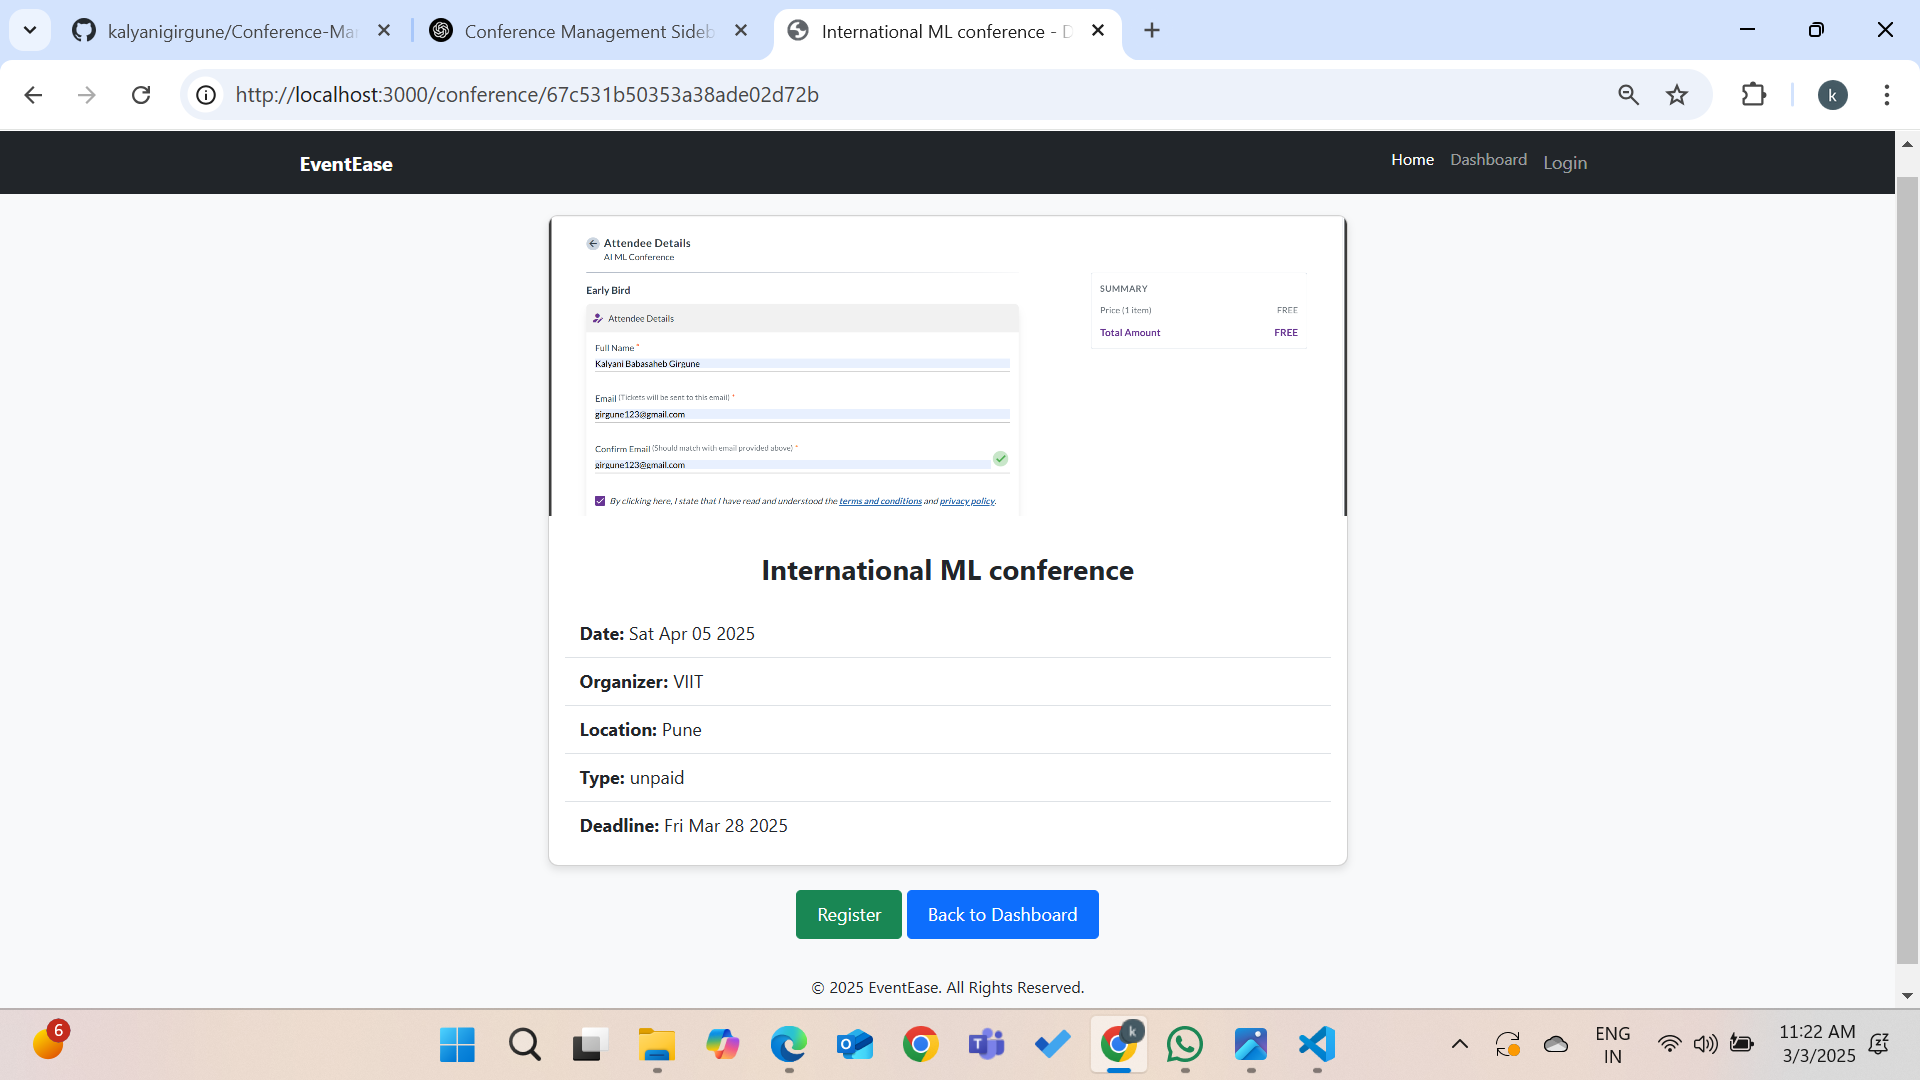 kalyanigirgune/Conference-Ma
Conference Management Sideb
International ML conference - D
http://localhost:3000/conference/67c531b50353a38ade02d72b
k
EventEase
Home
Dashboard
Login
Attendee Details
AI ML Conference
Early Bird
Attendee Details
Full Name *
Kalyani Babasaheb Girgune
Email (Tickets will be sent to this email) *
girgune123@gmail.com
Confirm Email (Should match with email provided above) *
girgune123@gmail.com
By clicking here, I state that I have read and understood the terms and conditions and privacy policy.
SUMMARY
Price (1 item) FREE
Total Amount FREE
International ML conference
Date: Sat Apr 05 2025
Organizer: VIIT
Location: Pune
Type: unpaid
Deadline: Fri Mar 28 2025
Register
Back to Dashboard
© 2025 EventEase. All Rights Reserved.
6
k
ENG
IN
11:22 AM
3/3/2025